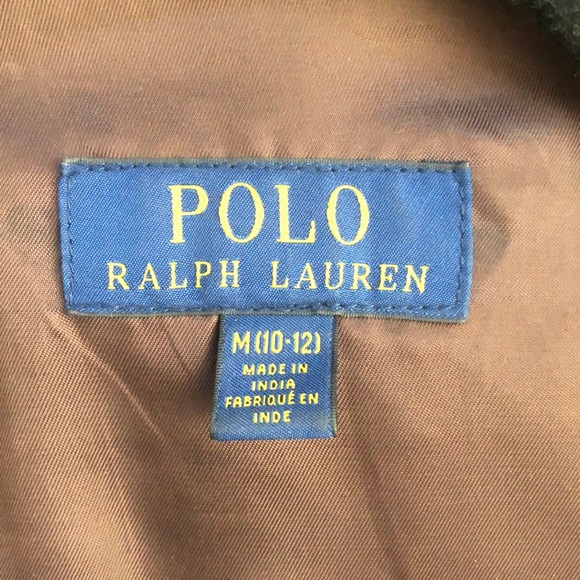 POLO
RALPH LAUREN
M(10-12)
MADE IN
INDIA
FABRIQUÉ EN
INDE